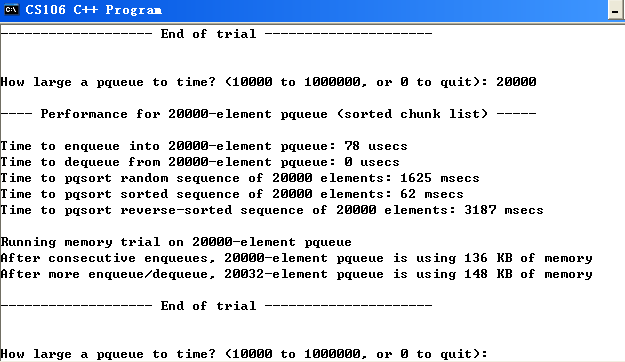 CS106 C++ Program
------------------- End of trial ---------------------
How large a pqueue to time? (10000 to 1000000, or 0 to quit): 20000
---- Performance for 20000-element pqueue (sorted chunk list) -----
Time to enqueue into 20000-element pqueue: 78 usecs
Time to dequeue from 20000-element pqueue: 0 usecs
Time to pqsort random sequence of 20000 elements: 1625 msecs
Time to pqsort sorted sequence of 20000 elements: 62 msecs
Time to pqsort reverse-sorted sequence of 20000 elements: 3187 msecs
Running memory trial on 20000-element pqueue
After consecutive enqueues, 20000-element pqueue is using 136 KB of memory
After more enqueue/dequeue, 20032-element pqueue is using 148 KB of memory
------------------- End of trial ---------------------
How large a pqueue to time? (10000 to 1000000, or 0 to quit):